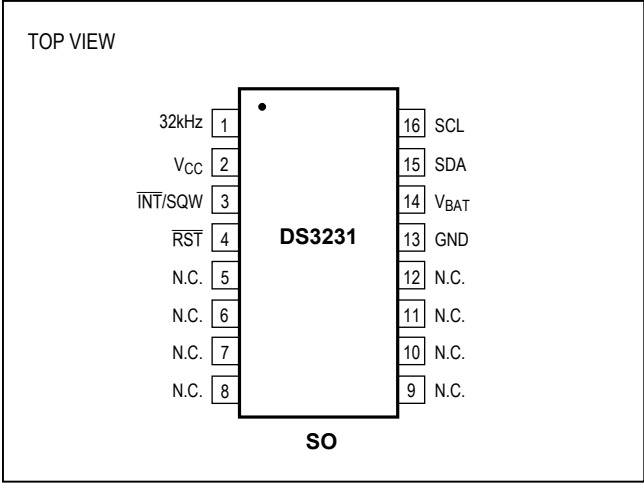 TOP VIEW
32kHz 1 16 SCL
VCC 2 15 SDA
INT/SQW 3 14 VBAT
RST 4 DS3231 13 GND
N.C. 5 12 N.C.
N.C. 6 11 N.C.
N.C. 7 10 N.C.
N.C. 8 9 N.C.
SO